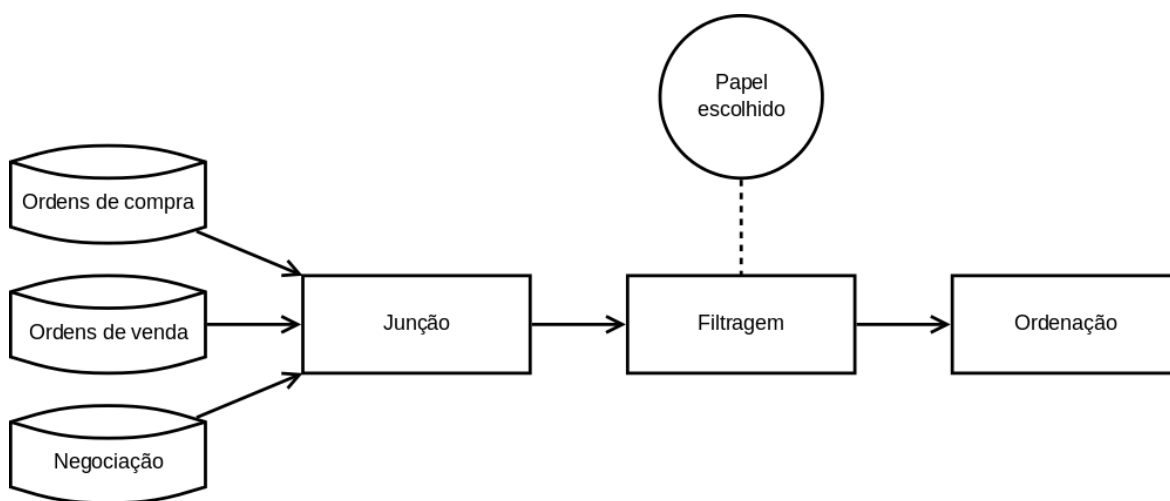 Papel
escolhido
Ordens de compra
Ordens de venda
Junção
Filtragem
Ordenação
Negociação